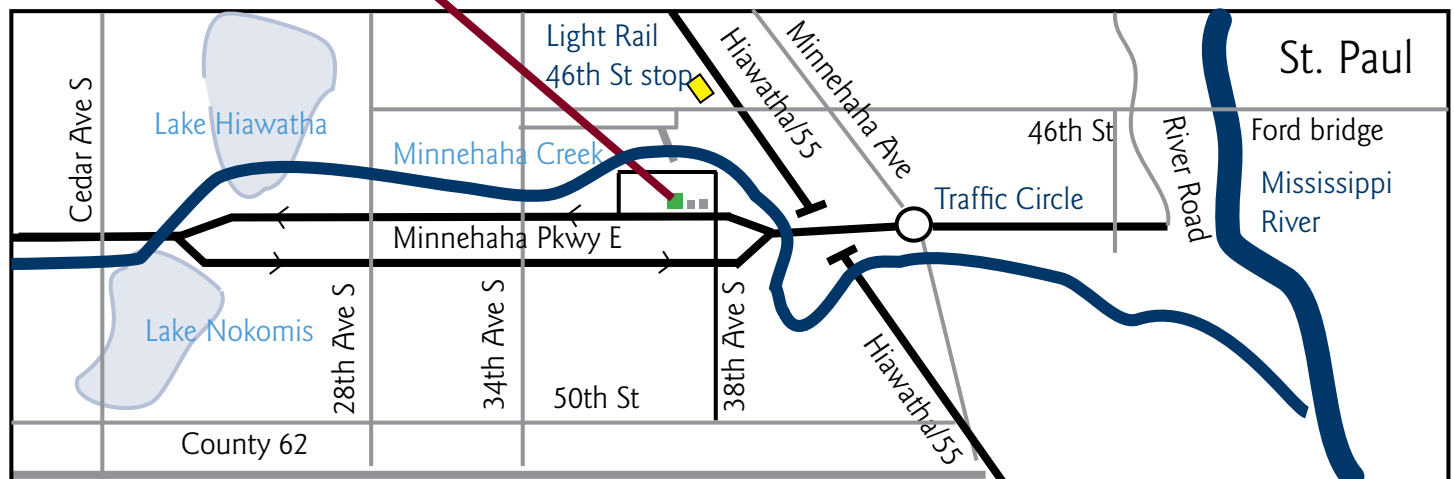 Light Rail
46th St stop
Hiawatha/55
Minnehaha Ave
St. Paul
Cedar Ave S
Lake Hiawatha
Minnehaha Creek
46th St
River Road
Ford bridge
Mississippi
River
Traffic Circle
Minnehaha Pkwy E
Lake Nokomis
28th Ave S
34th Ave S
50th St
38th Ave S
Hiawatha/55
County 62